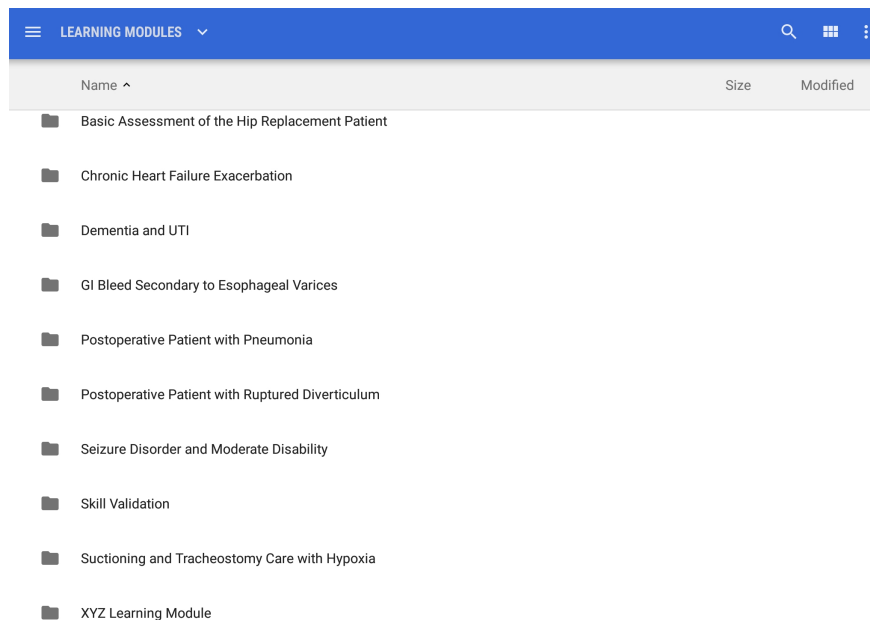 LEARNING MODULES
Name Size Modified
Basic Assessment of the Hip Replacement Patient
Chronic Heart Failure Exacerbation
Dementia and UTI
GI Bleed Secondary to Esophageal Varices
Postoperative Patient with Pneumonia
Postoperative Patient with Ruptured Diverticulum
Seizure Disorder and Moderate Disability
Skill Validation
Suctioning and Tracheostomy Care with Hypoxia
XYZ Learning Module